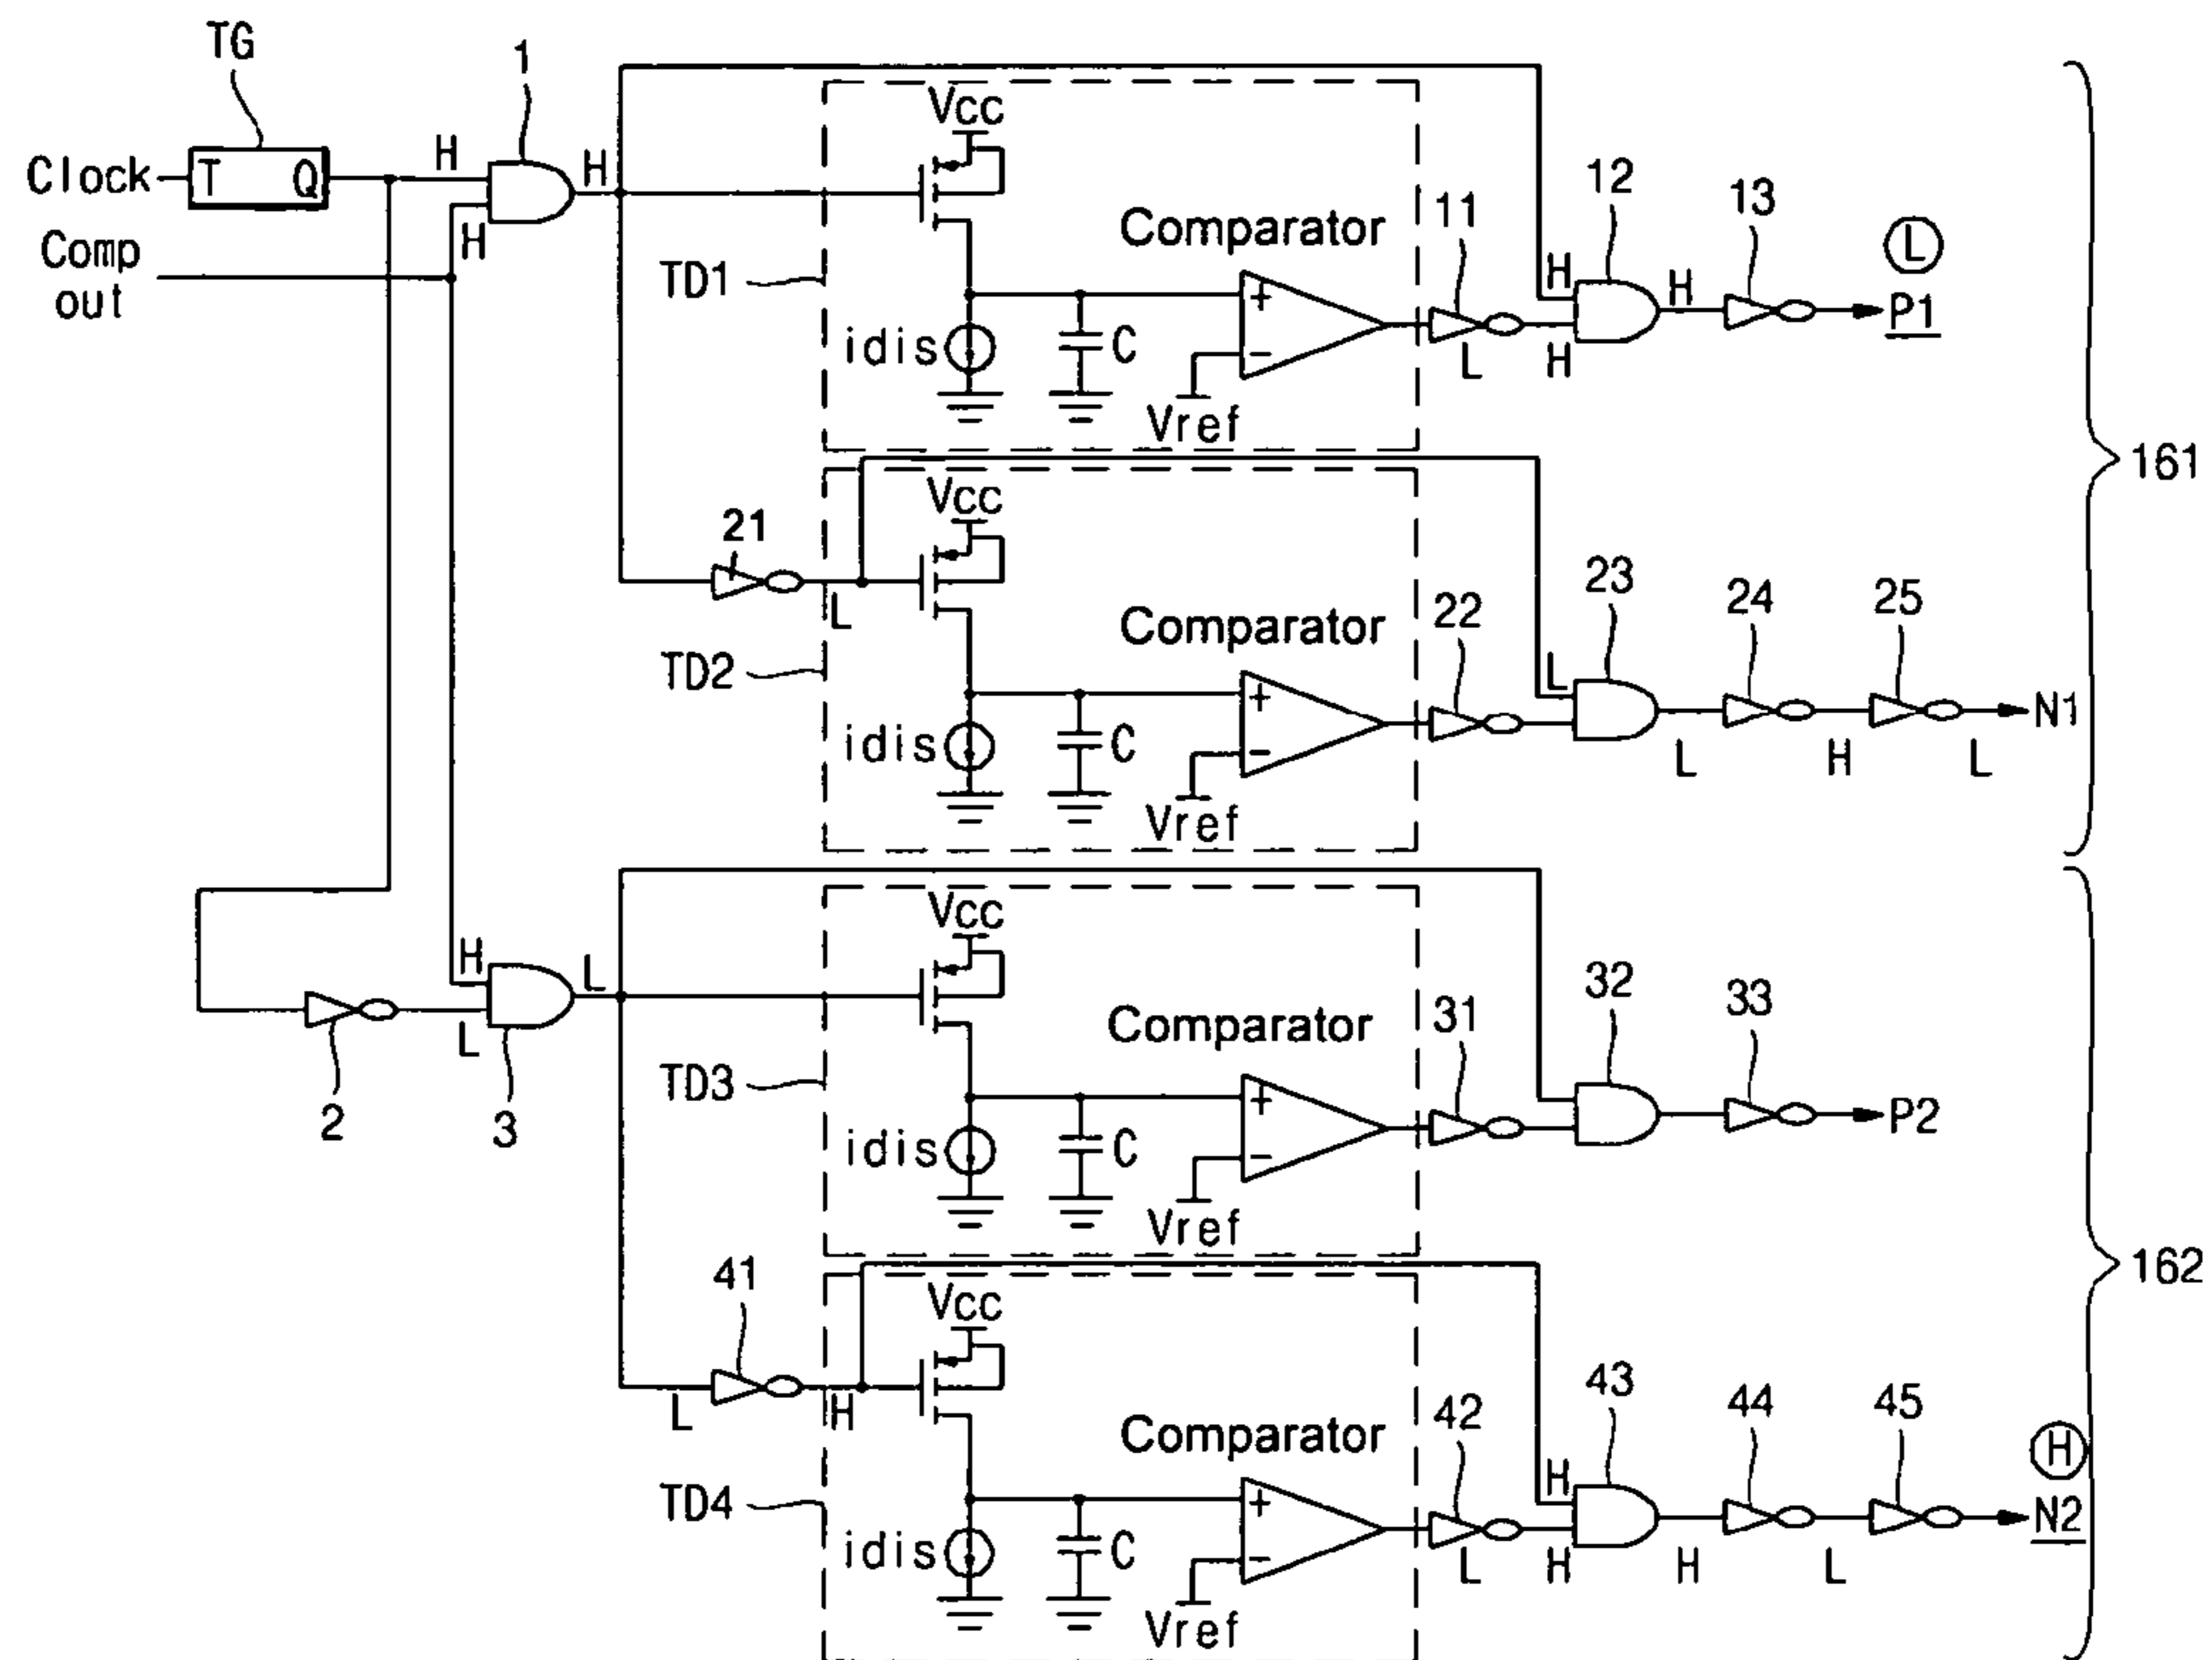 TG
1
Clock
T
Q
H
H
H
Comp
out
TD1
Vcc
idis
C
Comparator
+
-
Vref
11
L
12
H
H
H
13
L
P1
161
21
L
TD2
Vcc
idis
C
Comparator
+
-
Vref
22
23
L
L
24
H
25
L
N1
2
L
H
3
L
TD3
Vcc
idis
C
Comparator
+
-
Vref
31
32
33
P2
162
41
L
H
TD4
Vcc
idis
C
Comparator
+
-
Vref
42
L
43
H
H
H
44
L
45
H
N2